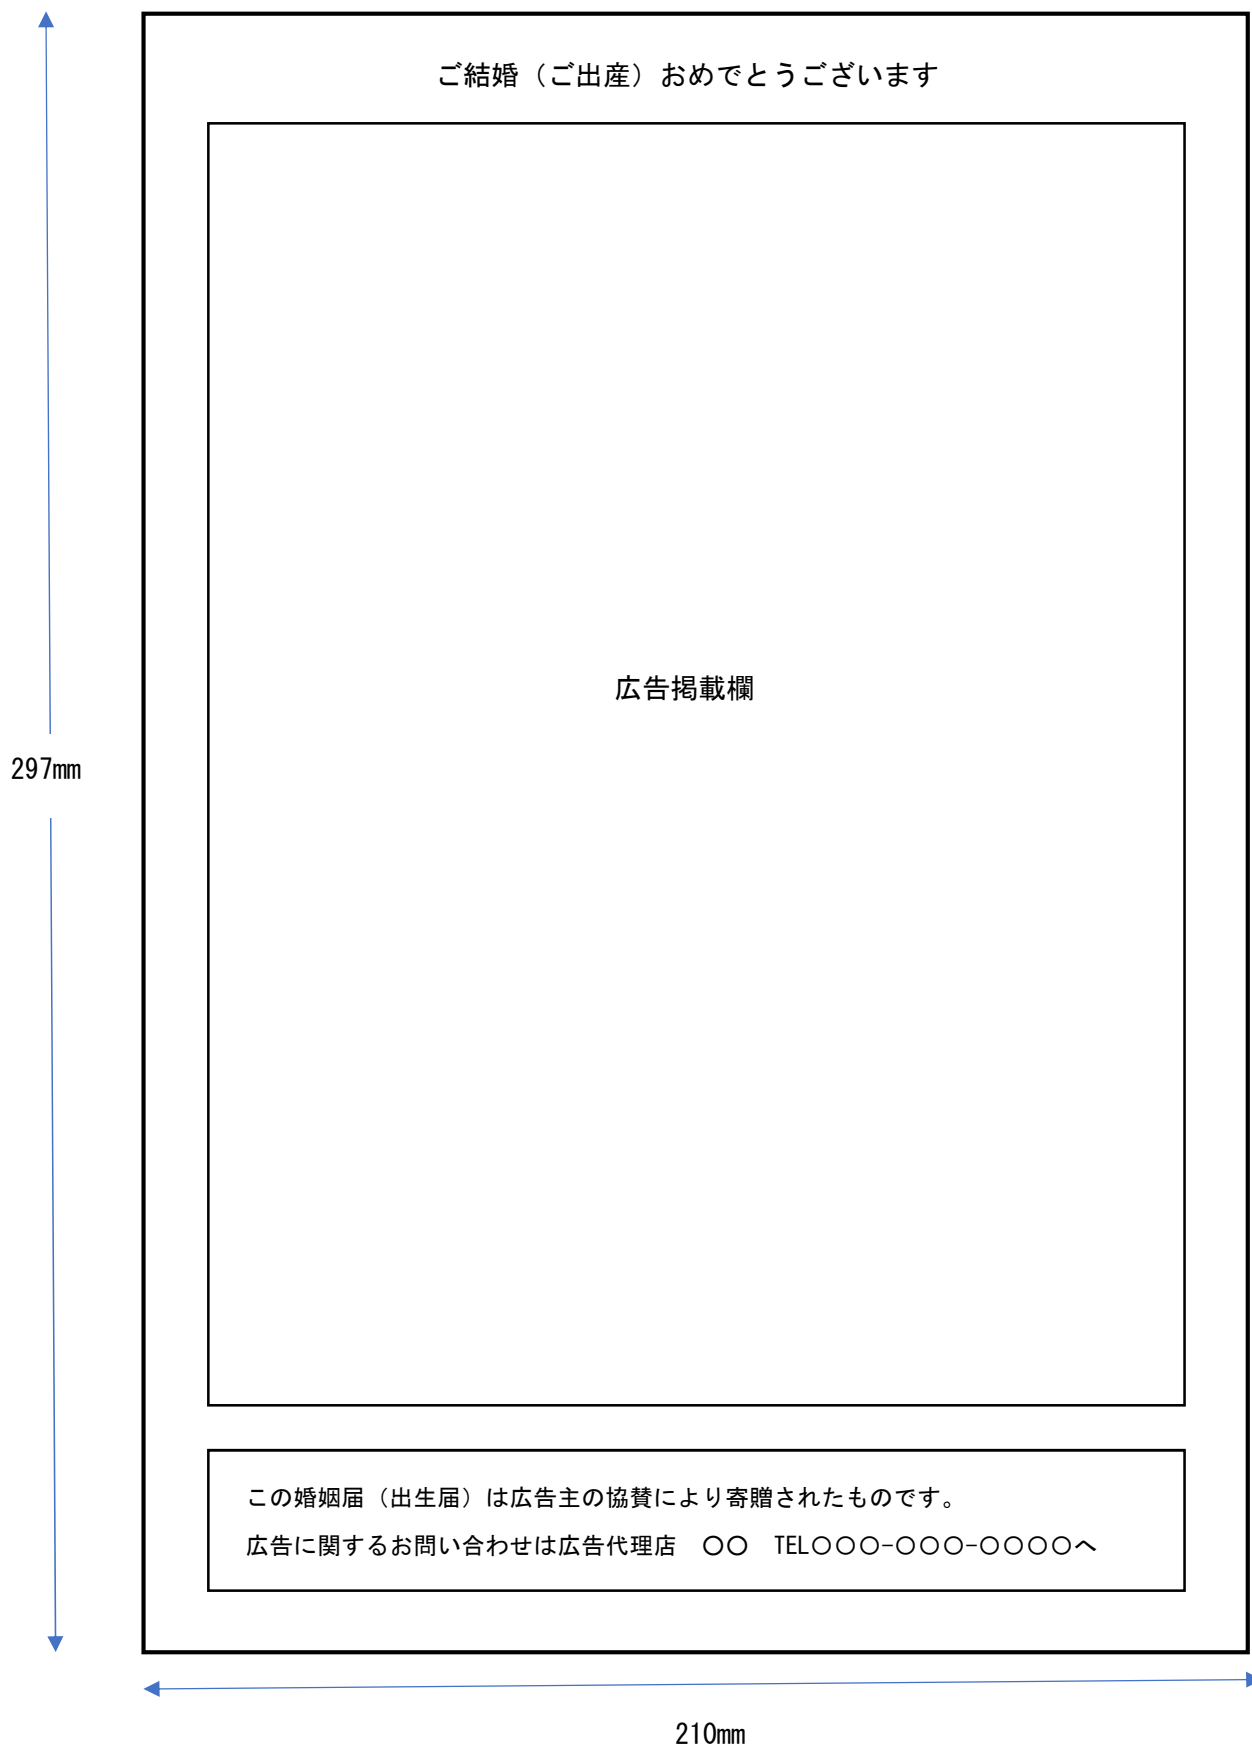 ご結婚（ご出産）おめでとうございます
広告掲載欄
297mm
この婚姻届（出生届）は広告主の協賛により寄贈されたものです。
広告に関するお問い合わせは広告代理店　〇〇　TEL〇〇〇-〇〇〇-〇〇〇〇へ
210mm